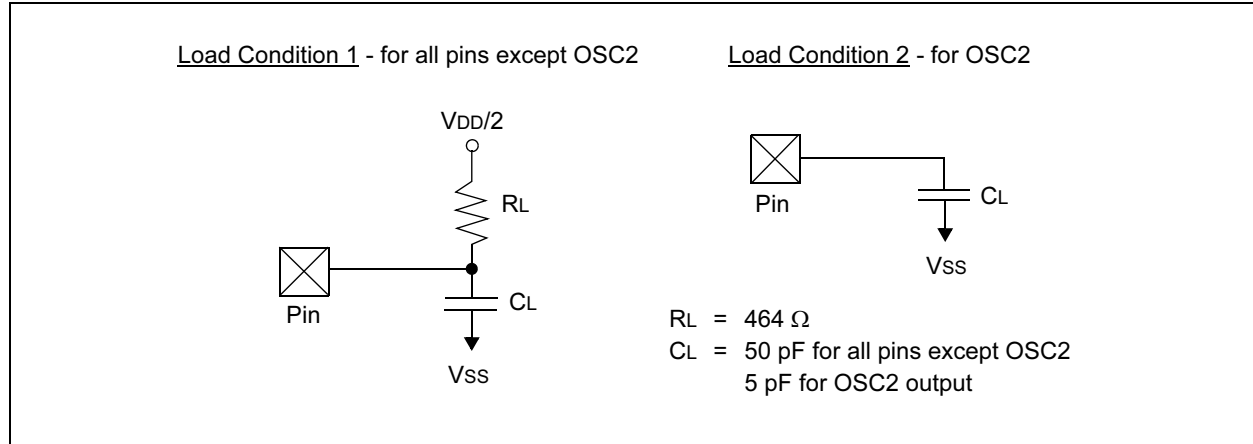 Load Condition 1 - for all pins except OSC2
VDD/2
RL
Pin
CL
VSS
Load Condition 2 - for OSC2
Pin
CL
VSS
RL = 464 Ω
CL = 50 pF for all pins except OSC2
5 pF for OSC2 output